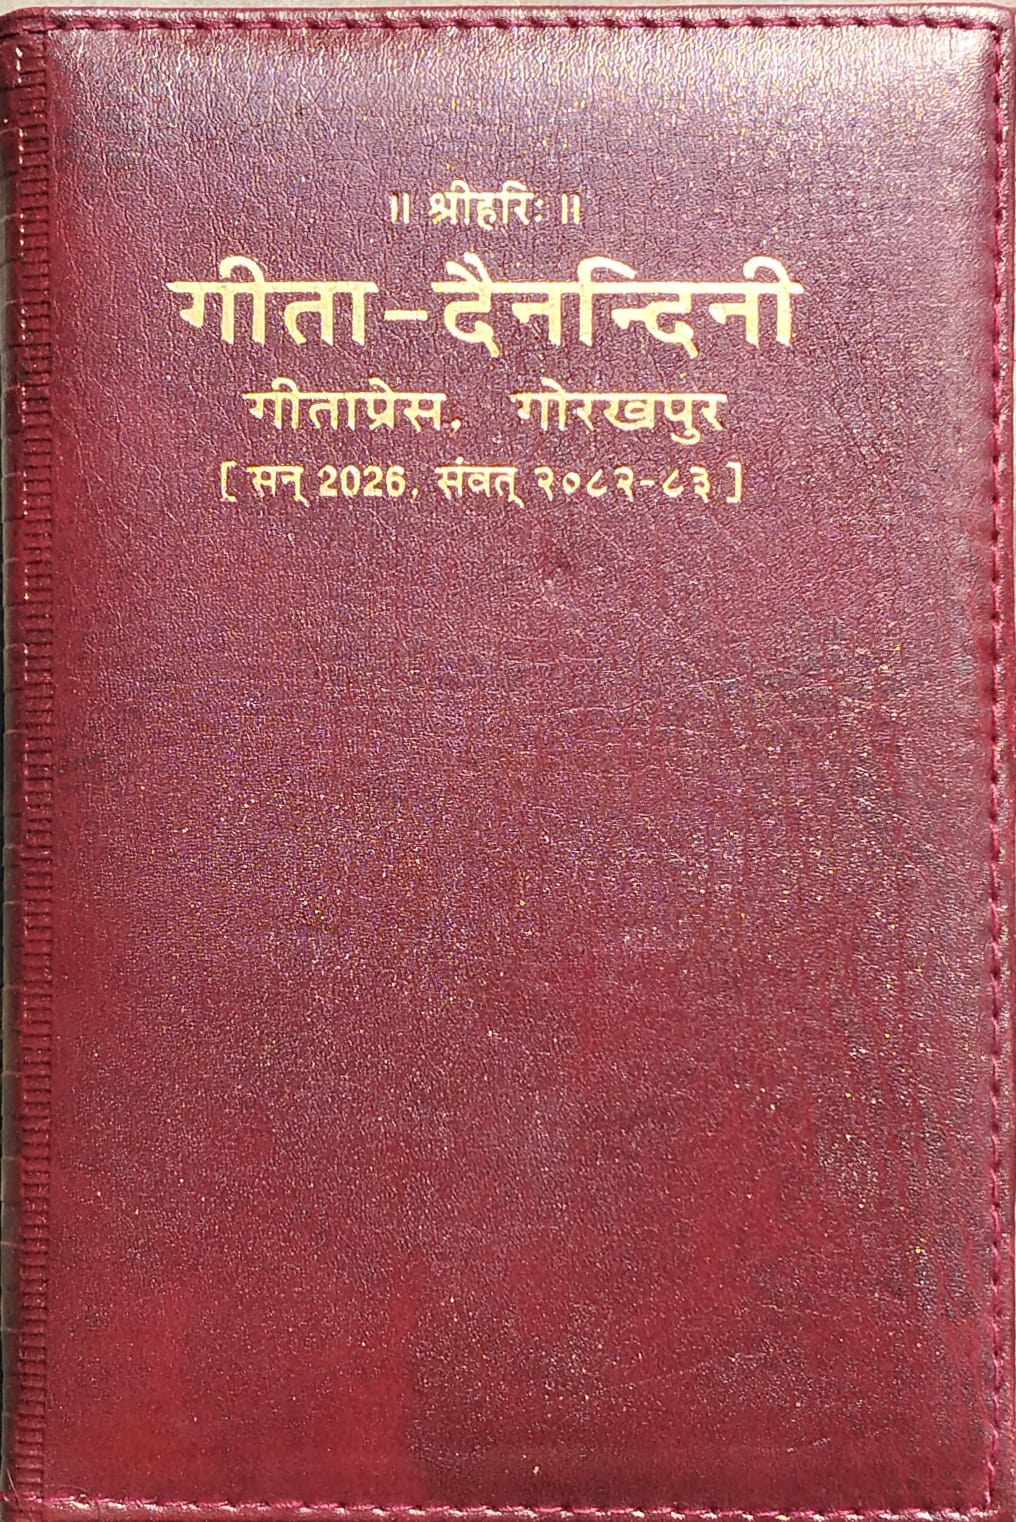 ॥ श्रीहरिः ॥
गीता-दैनन्दिनी
गीताप्रेस, गोरखपुर
[ सन् 2026, संवत् २०८२-८३ ]